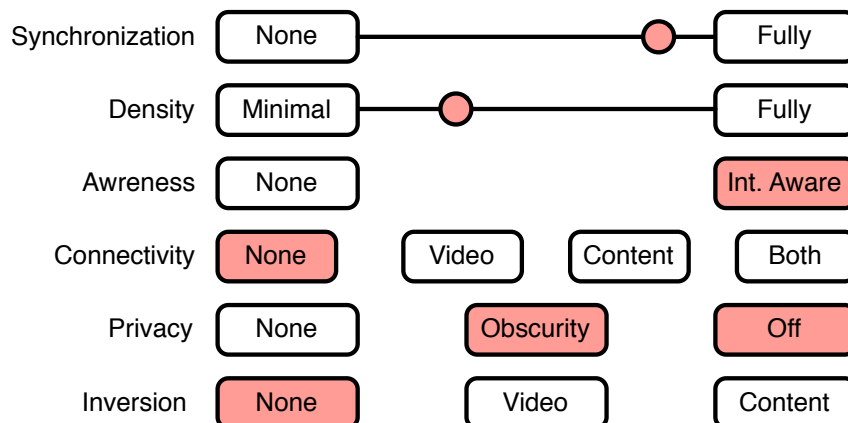 Synchronization None Fully
Density Minimal Fully
Awreness None Int. Aware
Connectivity None Video Content Both
Privacy None Obscurity Off
Inversion None Video Content